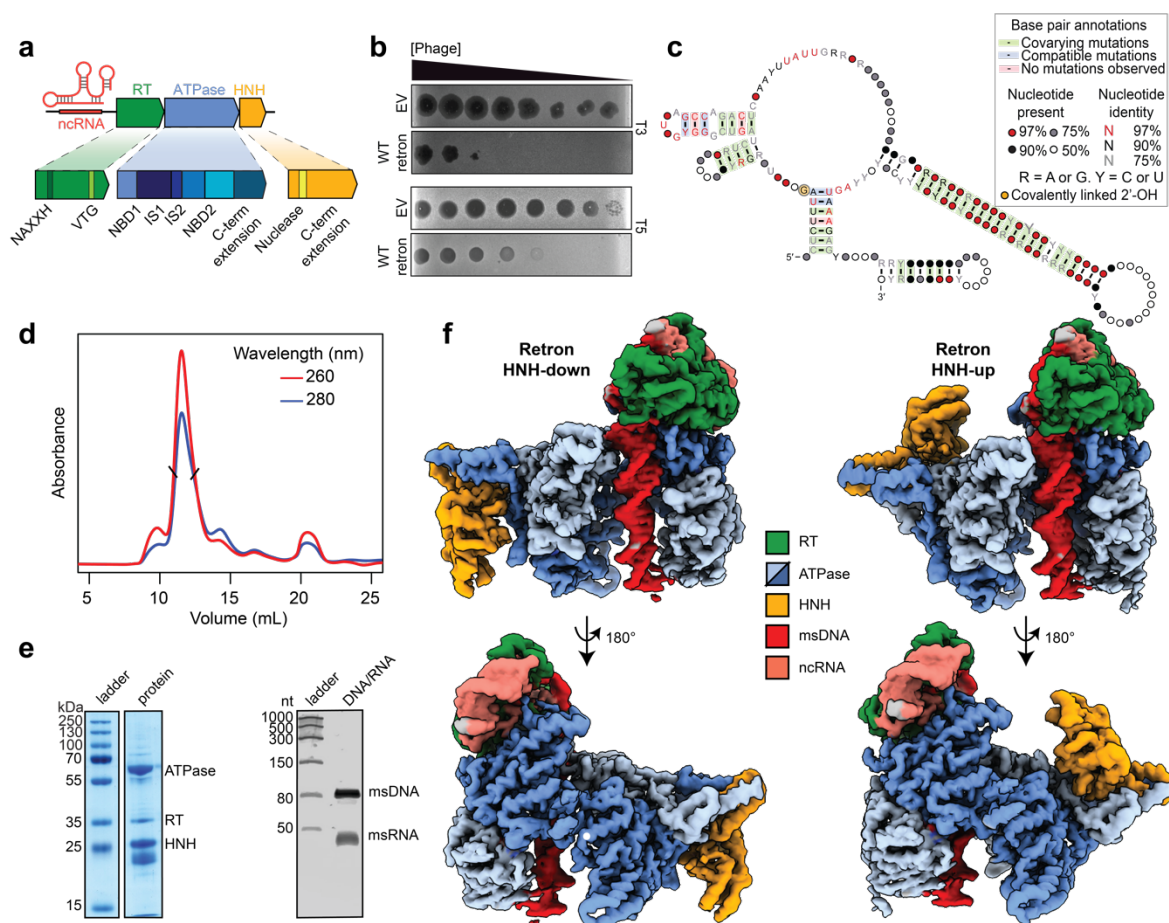 a
RT
ATPase
HNH
ncRNA
NAXXH
VTG
NBD1
IS1
IS2
NBD2
C-term
extension
Nuclease
C-term
extension
b
[Phage]
EV
WT
retron
T3
EV
WT
retron
T5
c
Base pair annotations
Covarying mutations
Compatible mutations
No mutations observed
Nucleotide
present
97%
75%
90%
50%
Nucleotide
identity
N 97%
N 90%
N 75%
R = A or G. Y = C or U
Covalently linked 2'-OH
5'
3'
d
Wavelength (nm)
260
280
Absorbance
5
10
15
20
25
Volume (mL)
e
ladder
protein
kDa
250
130
100
70
55
35
25
15
ATPase
RT
HNH
nt
ladder
DNA/RNA
1000
500
300
150
80
50
msDNA
msRNA
f
Retron
HNH-down
Retron
HNH-up
RT
ATPase
HNH
msDNA
ncRNA
180°
180°